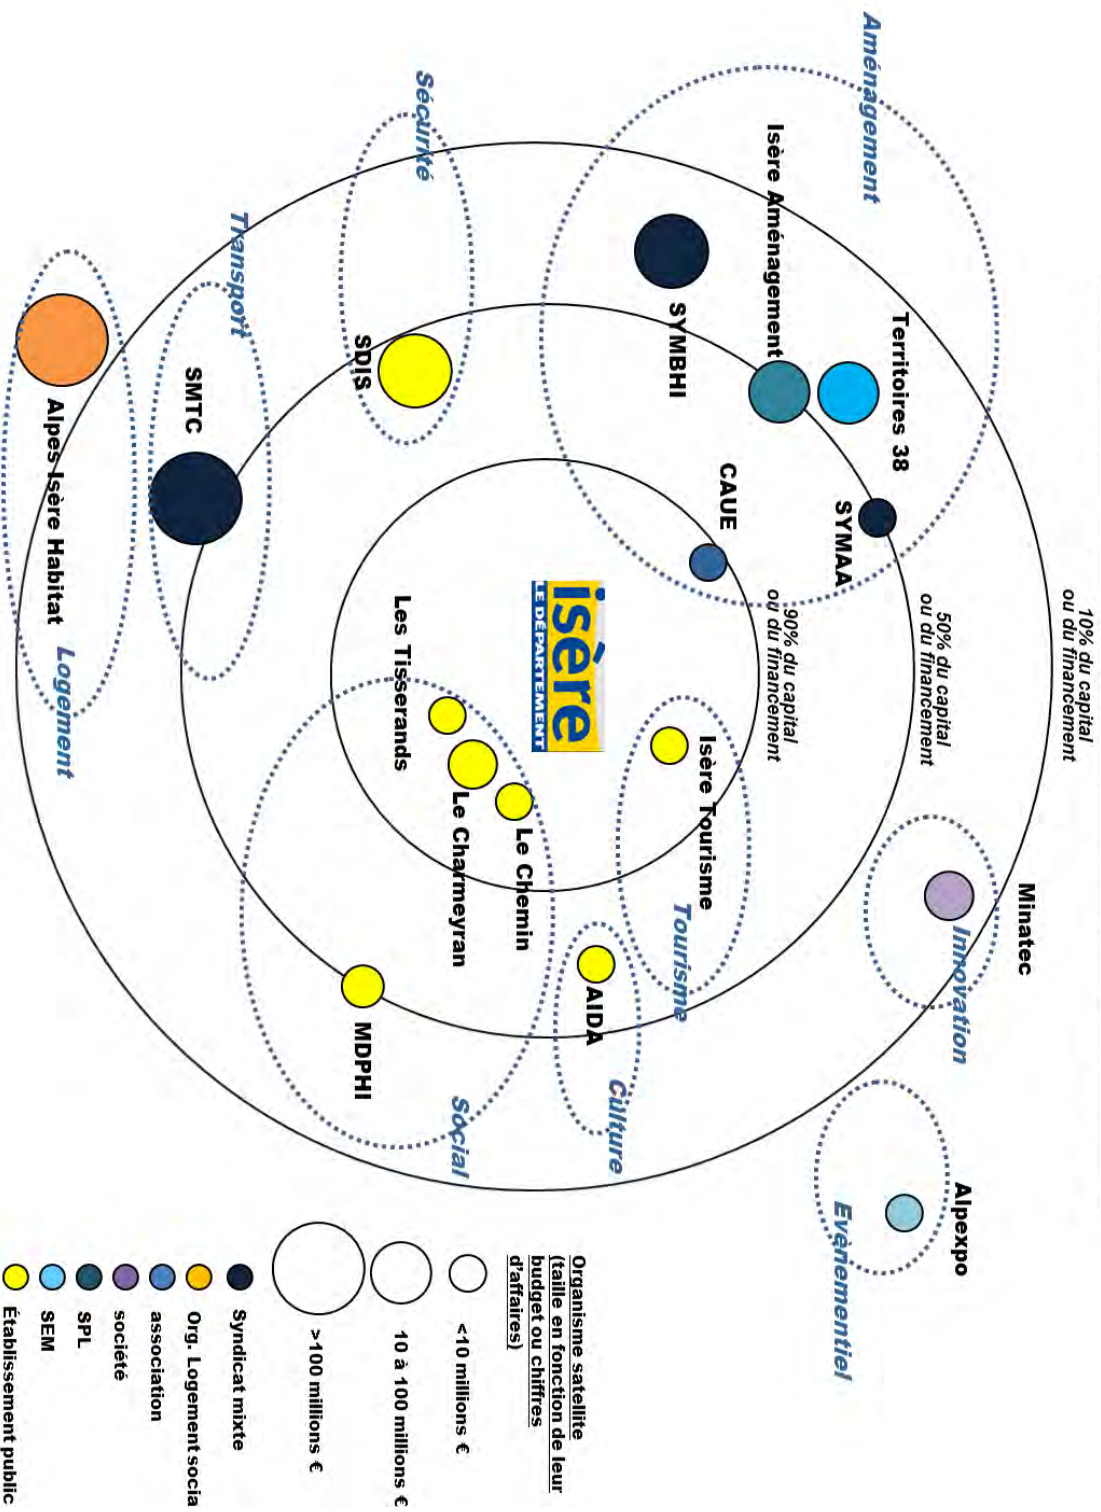 Aménagement
Isère Aménagement
Territoires 38
SYMBHI
SYMAA
CAUE
Sécurité
SDIS
Transport
SMTC
Alpes Isère Habitat
Logement
10% du capital
ou du financement
50% du capital
ou du financement
90% du capital
ou du financement
isère
LE DÉPARTEMENT
Les Tisserands
Le Charmeyran
Le Chemin
Isère Tourisme
Tourisme
Minatec
Innovation
AIDA
Culture
MDPHI
Social
Alpexpo
Evènementiel
Organisme satellite
(taille en fonction de leur
budget ou chiffres
d'affaires)
<10 millions €
10 à 100 millions €
>100 millions €
Syndicat mixte
Org. Logement socia
association
société
SPL
SEM
Établissement public